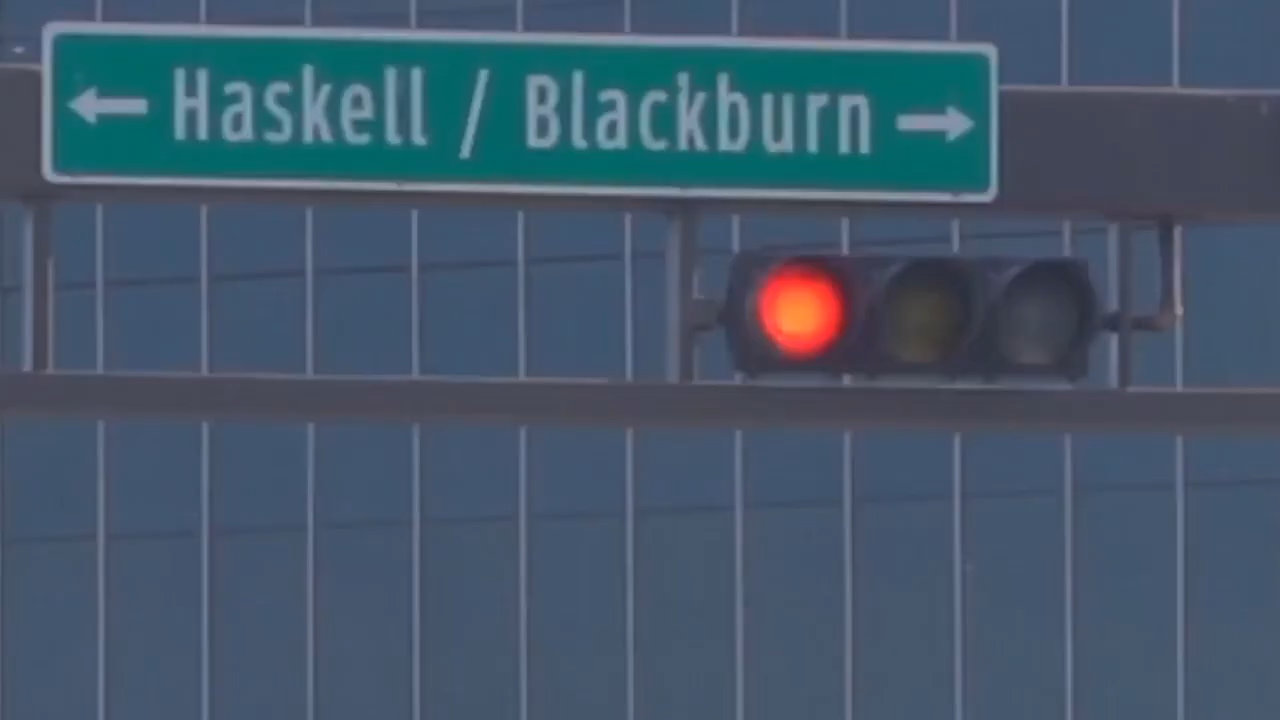 ← Haskell / Blackburn →